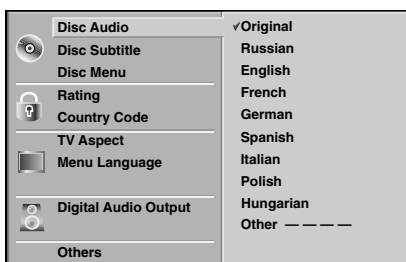 Disc Audio
Disc Subtitle
Disc Menu
Rating
Country Code
TV Aspect
Menu Language
Digital Audio Output
Others
✓Original
Russian
English
French
German
Spanish
Italian
Polish
Hungarian
Other — — — —